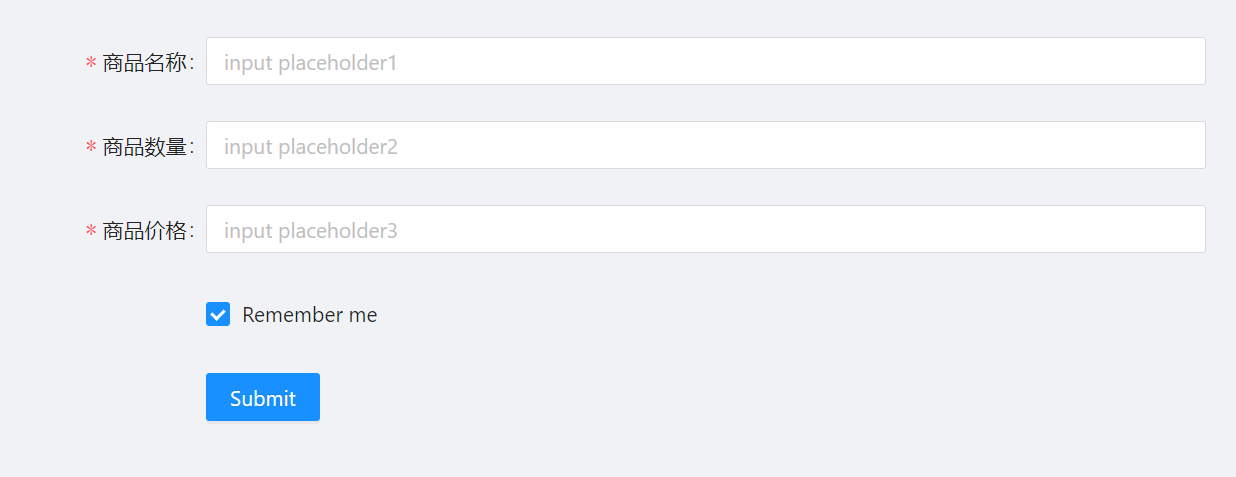 * 商品名称: input placeholder1
* 商品数量: input placeholder2
* 商品价格: input placeholder3
Remember me
Submit